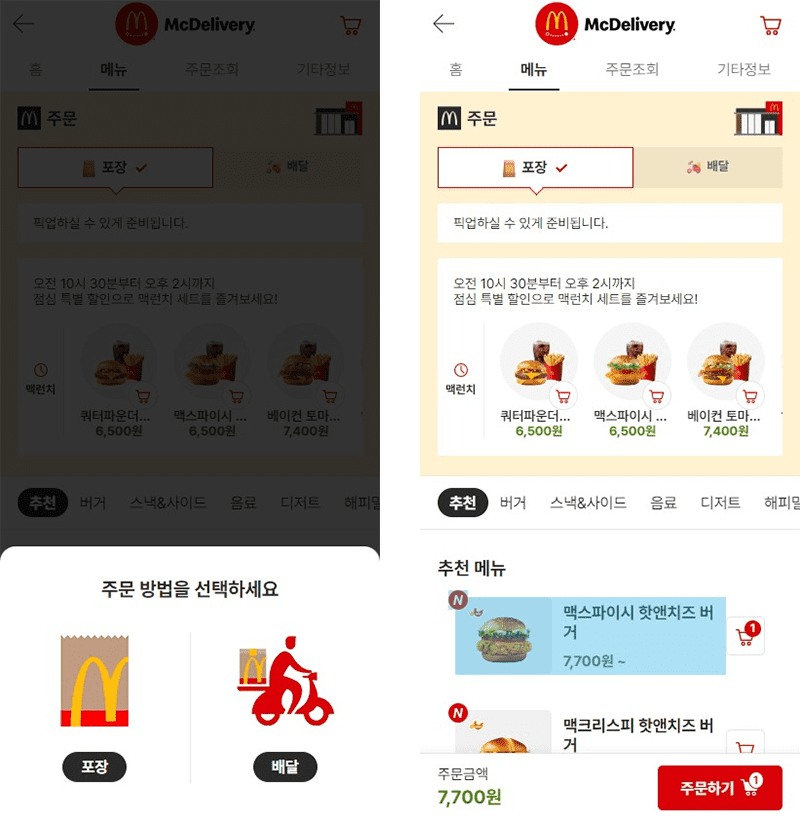 McDelivery.
홈 메뉴 주문조회 기타정보
주문
포장 배달
픽업하실 수 있게 준비됩니다.
오전 10시 30분부터 오후 2시까지
점심 특별 할인으로 맥런치 세트를 즐겨보세요!
맥런치
쿼터파운더... 맥스파이시 ... 베이컨 토마...
6,500원 6,500원 7,400원
추천 버거 스낵&사이드 음료 디저트 해피밀
주문 방법을 선택하세요
포장 배달
McDelivery.
홈 메뉴 주문조회 기타정보
주문
포장 배달
픽업하실 수 있게 준비됩니다.
오전 10시 30분부터 오후 2시까지
점심 특별 할인으로 맥런치 세트를 즐겨보세요!
맥런치
쿼터파운더... 맥스파이시 ... 베이컨 토마...
6,500원 6,500원 7,400원
추천 버거 스낵&사이드 음료 디저트 해피밀
추천 메뉴
N
맥스파이시 핫앤치즈 버
거
7,700원 ~
1
N
맥크리스피 핫앤치즈 버
거
주문금액
7,700원
주문하기 1